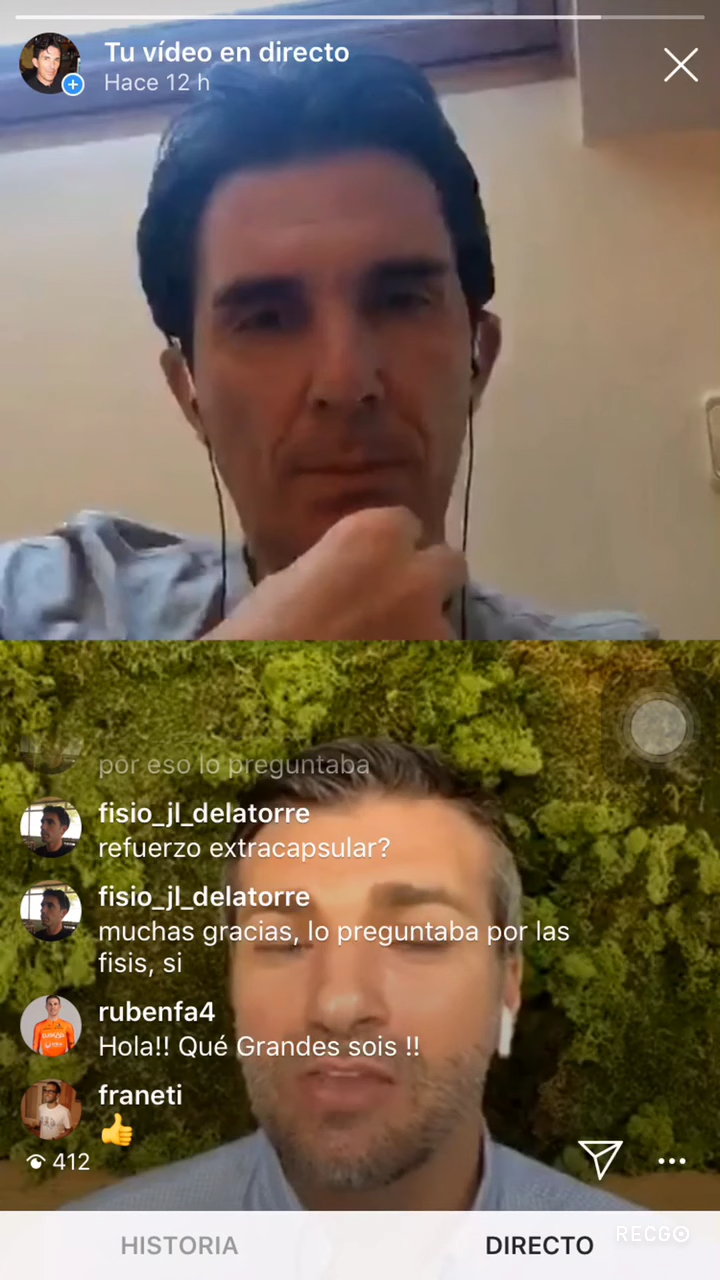 Tu vídeo en directo
Hace 12 h
por eso lo preguntaba
fisio_jl_delatorre
refuerzo extracapsular?
fisio_jl_delatorre
muchas gracias, lo preguntaba por las
fisis, si
rubenfa4
Hola!! Qué Grandes sois !!
franeti
👍
412
HISTORIA
DIRECTO
RECGO